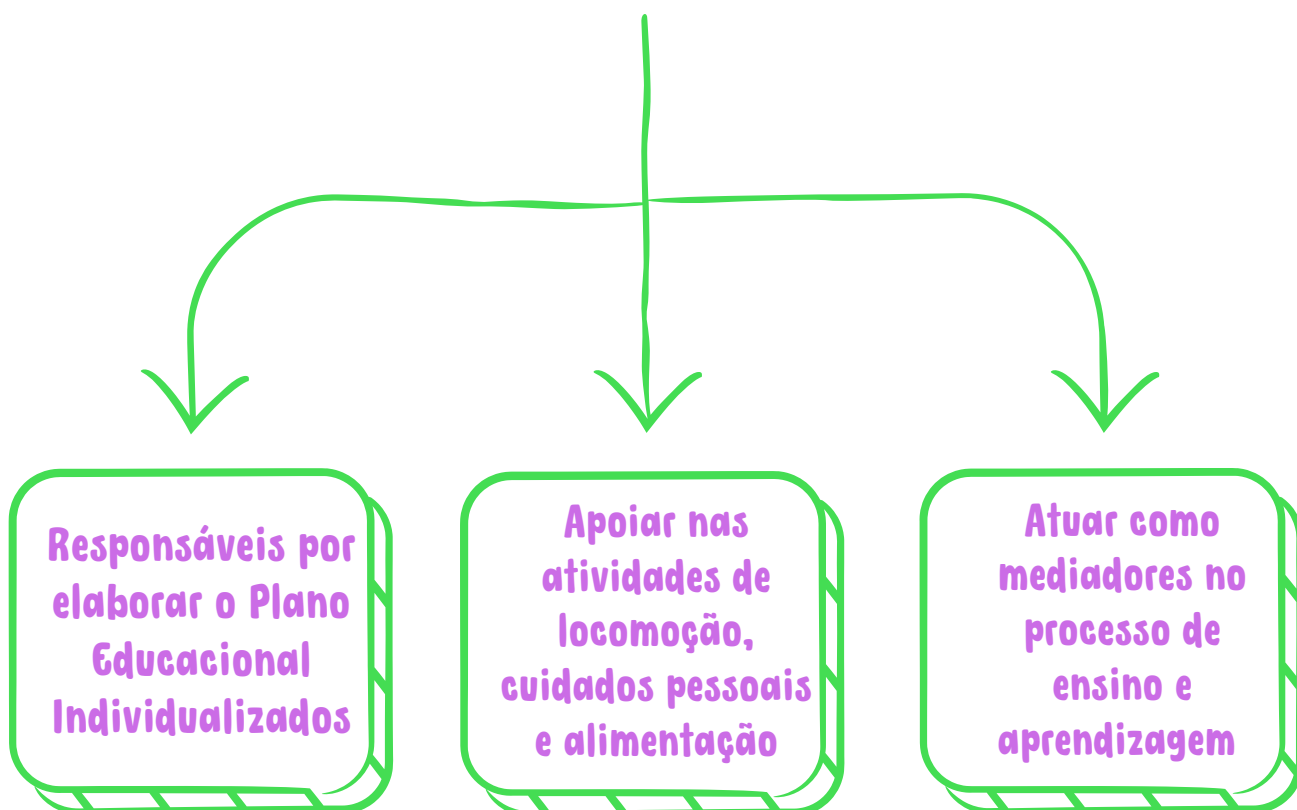 Responsáveis por
elaborar o Plano
Educacional
Individualizados
Apoiar nas
atividades de
locomoção,
cuidados pessoais
e alimentação
Atuar como
mediadores no
processo de
ensino e
aprendizagem